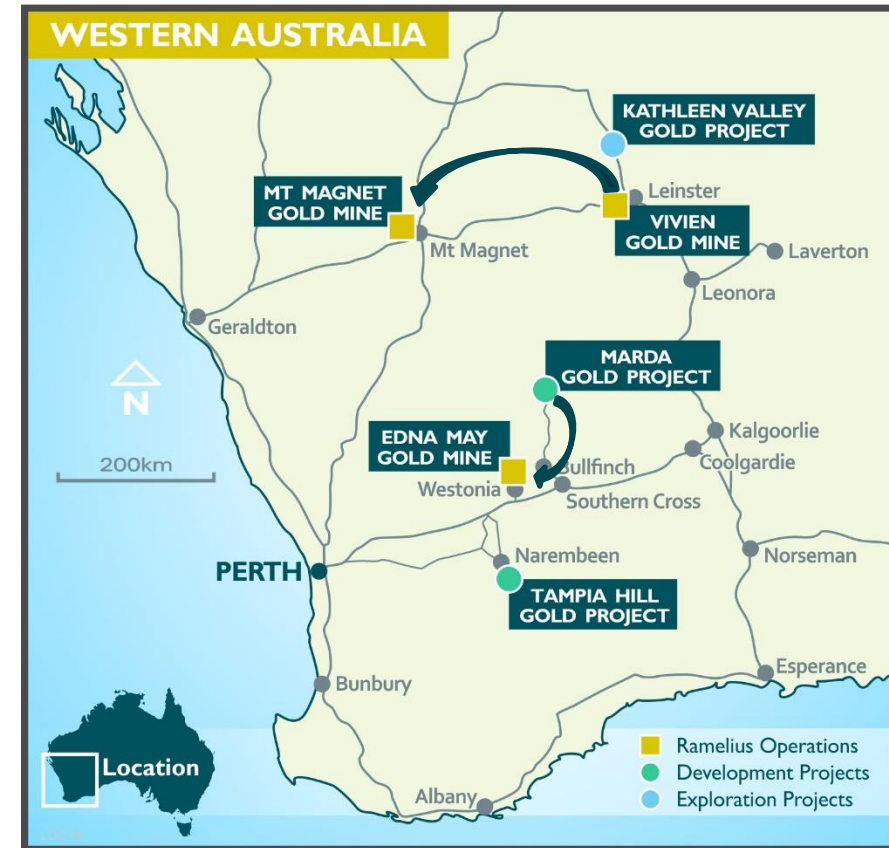 WESTERN AUSTRALIA
KATHLEEN VALLEY
GOLD PROJECT
MT MAGNET
GOLD MINE
Leinster
VIVIEN
GOLD MINE
Mt Magnet
Laverton
Leonora
Geraldton
MARDA
GOLD PROJECT
N
200km
EDNA MAY
GOLD MINE
Kalgoorlie
Coolgardie
Bullfinch
Westonia
Southern Cross
Narembeen
Norseman
PERTH
TAMPIA HILL
GOLD PROJECT
Esperance
Bunbury
Location
Albany
Ramelius Operations
Development Projects
Exploration Projects